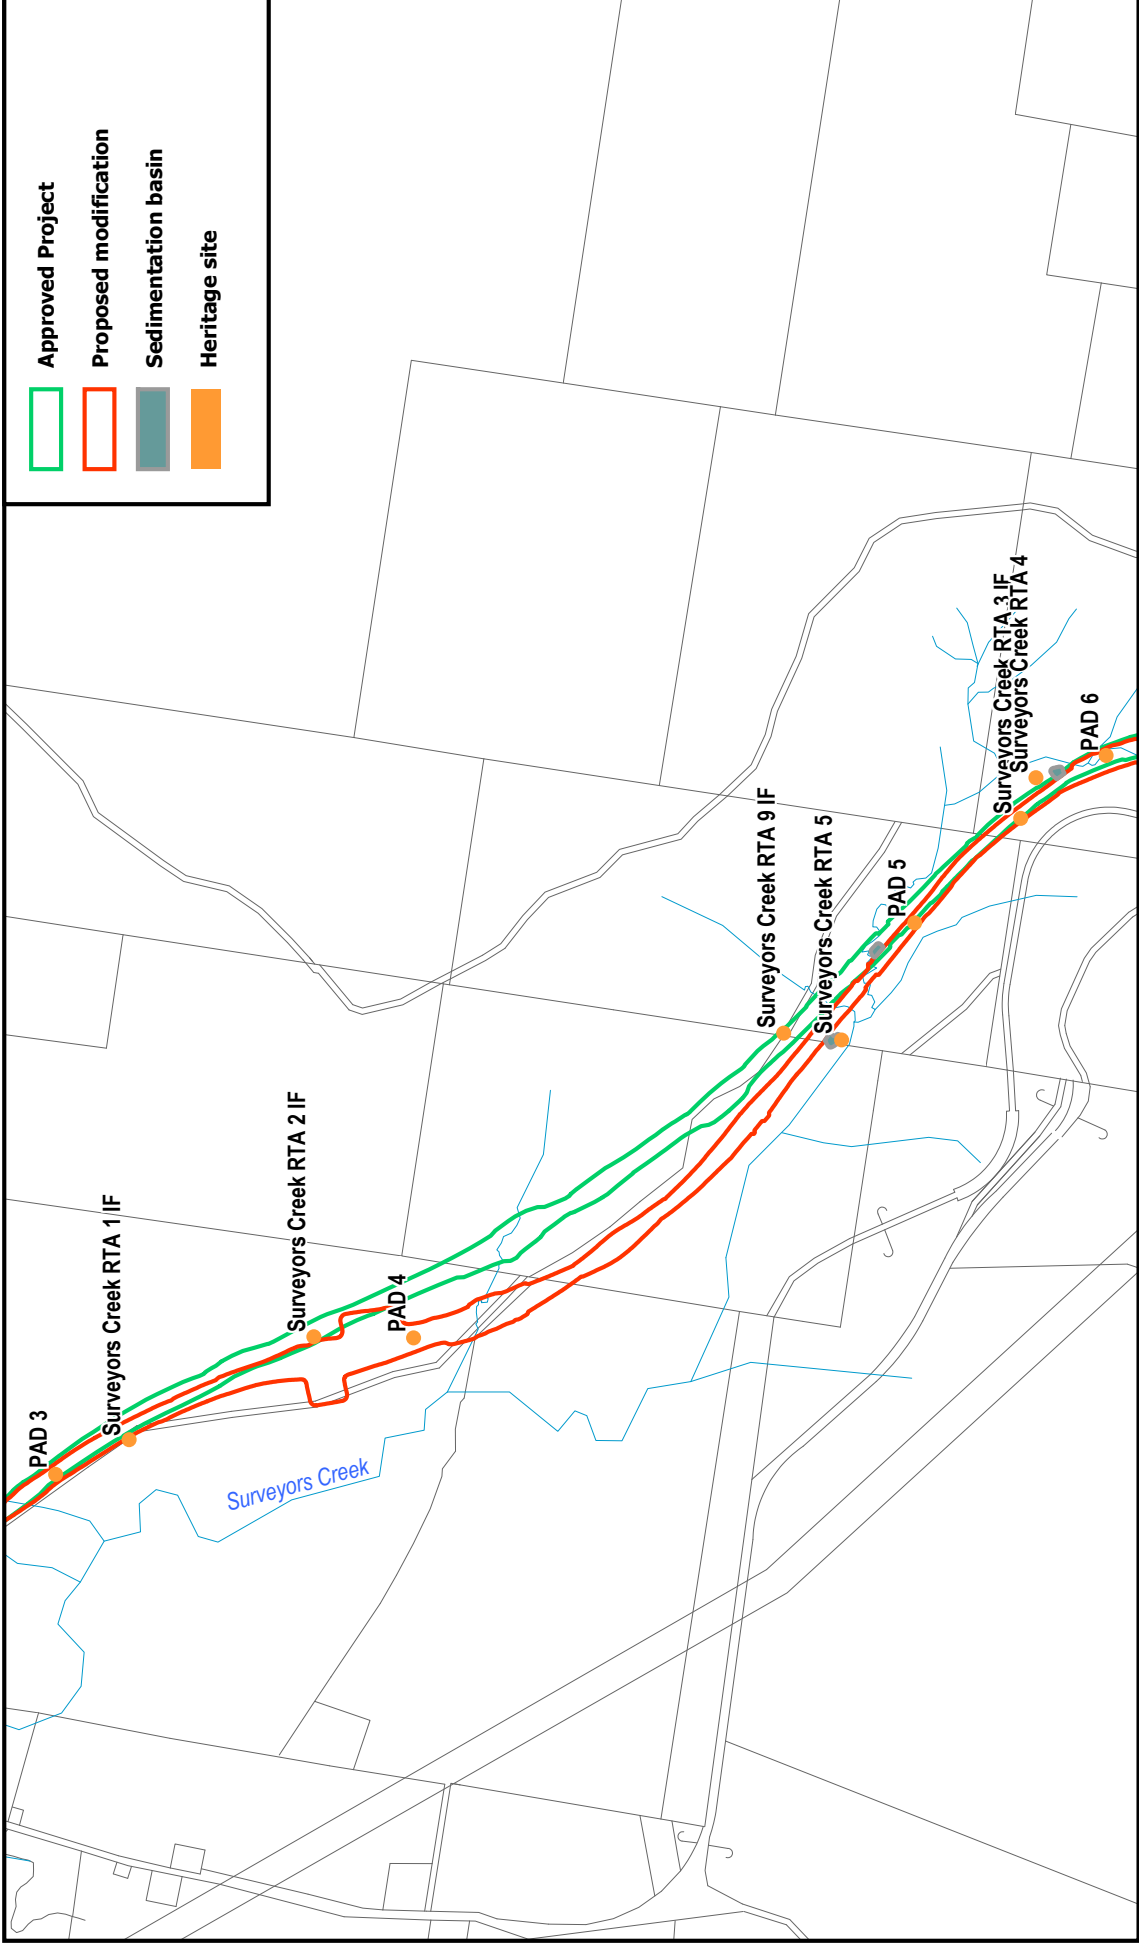 Approved Project
Proposed modification
Sedimentation basin
Heritage site
PAD 3
Surveyors Creek RTA 1 IF
Surveyors Creek RTA 2 IF
PAD 4
Surveyors Creek
Surveyors Creek RTA 9 IF
Surveyors Creek RTA 5
PAD 5
Surveyors Creek RTA 3 IF
Surveyors Creek RTA 4
PAD 6